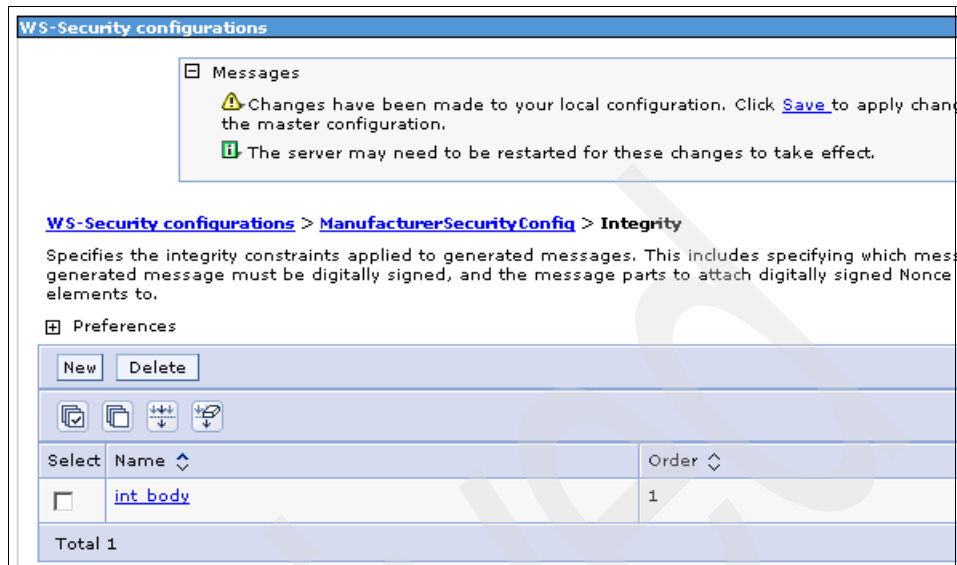 WS-Security configurations
Messages
Changes have been made to your local configuration. Click Save to apply chan
the master configuration.
The server may need to be restarted for these changes to take effect.
WS-Security configurations > ManufacturerSecurityConfig > Integrity
Specifies the integrity constraints applied to generated messages. This includes specifying which mes
generated message must be digitally signed, and the message parts to attach digitally signed Nonce
elements to.
Preferences
New Delete
Select Name Order
int_body 1
Total 1